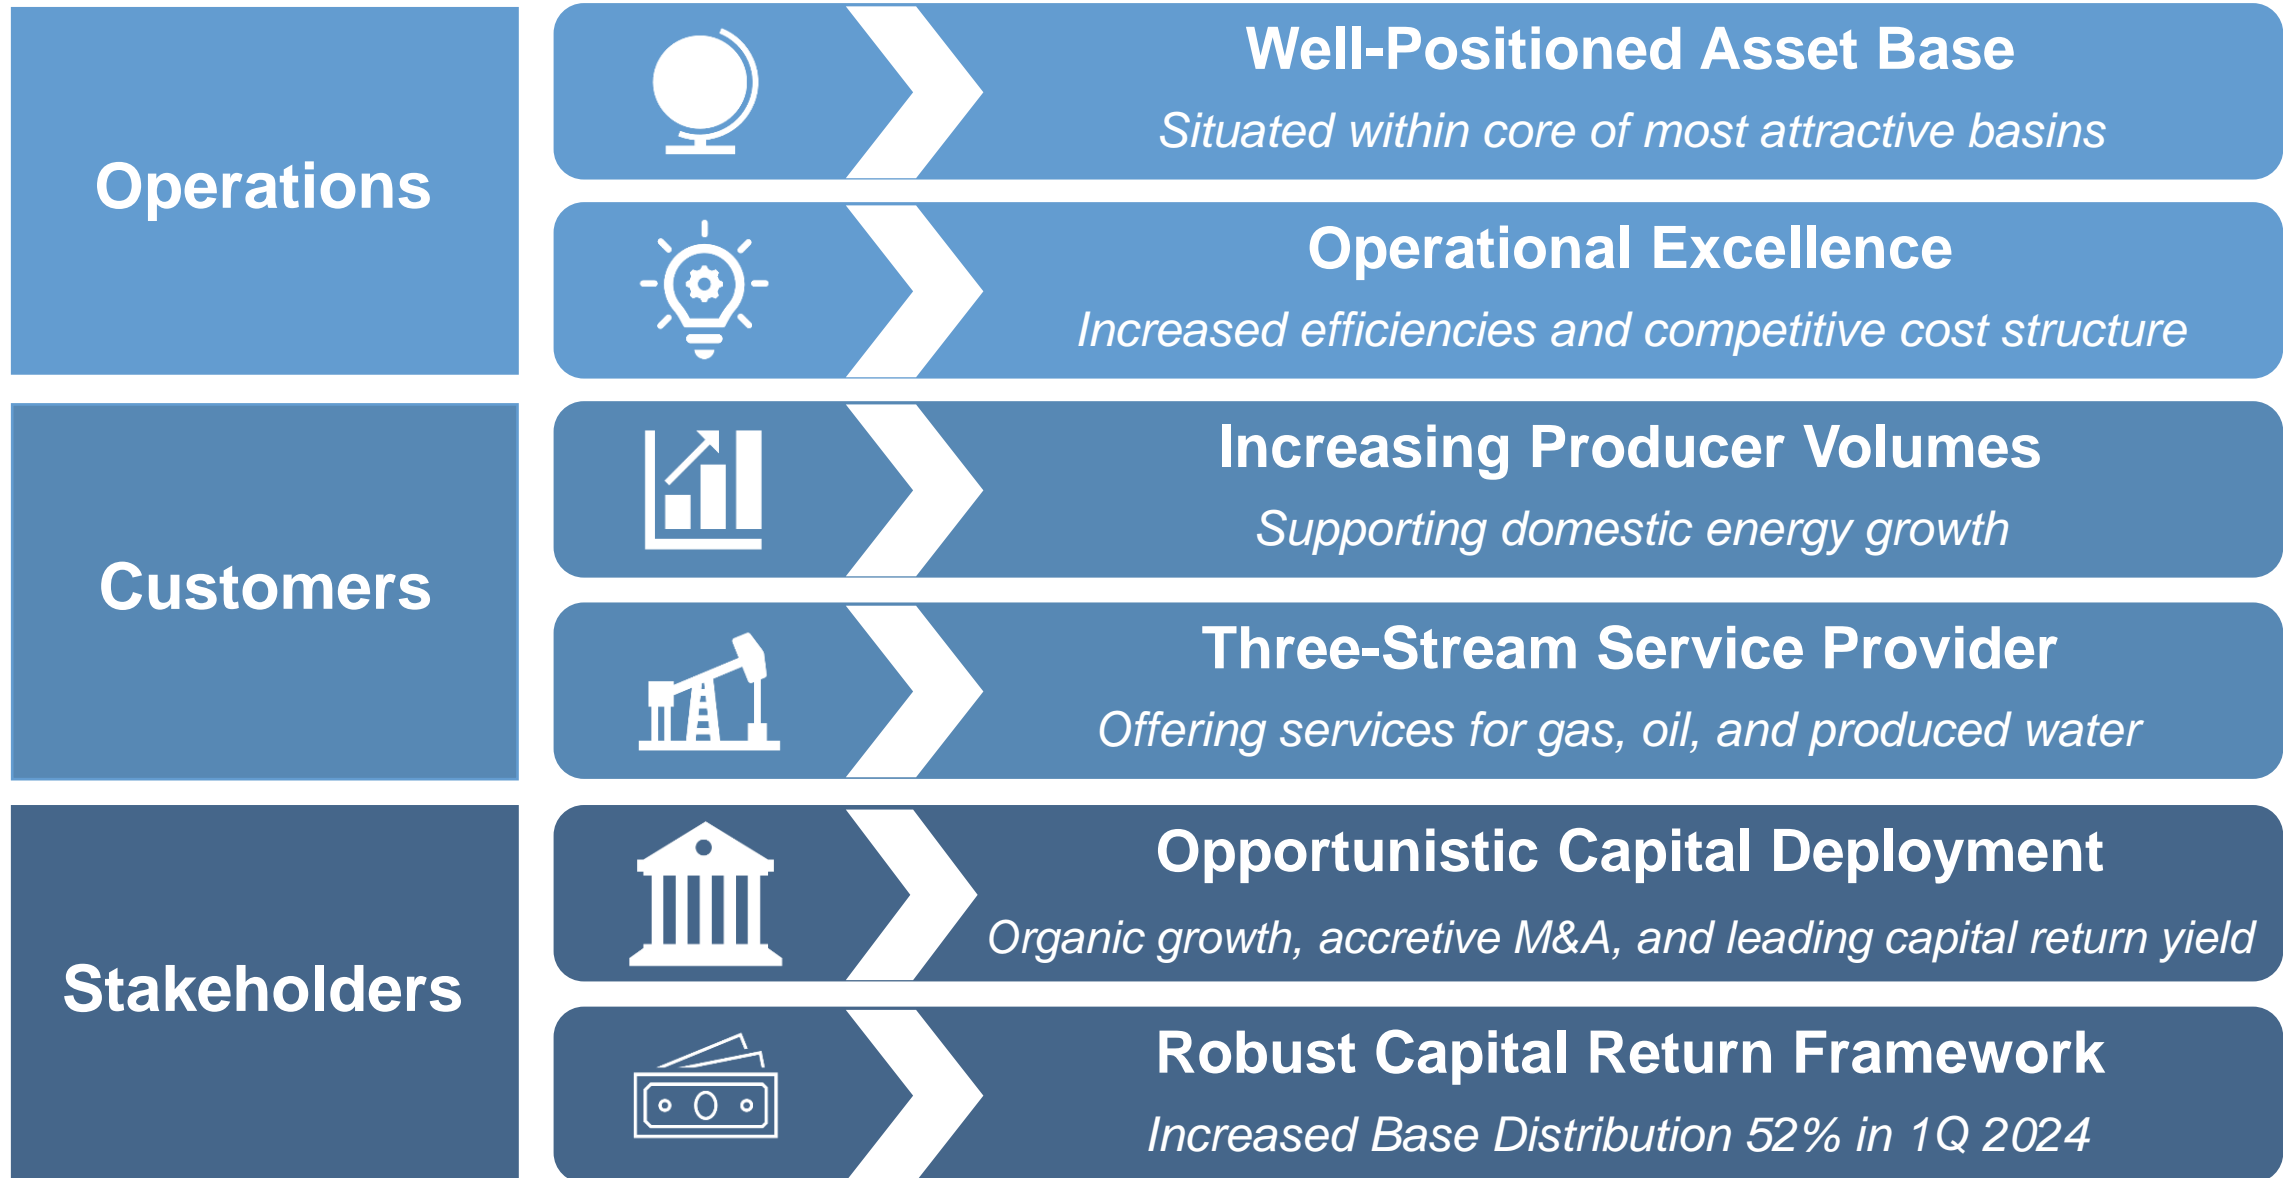 Operations
Well-Positioned Asset Base
Situated within core of most attractive basins
Operational Excellence
Increased efficiencies and competitive cost structure
Customers
Increasing Producer Volumes
Supporting domestic energy growth
Three-Stream Service Provider
Offering services for gas, oil, and produced water
Stakeholders
Opportunistic Capital Deployment
Organic growth, accretive M&A, and leading capital return yield
Robust Capital Return Framework
Increased Base Distribution 52% in 1Q 2024